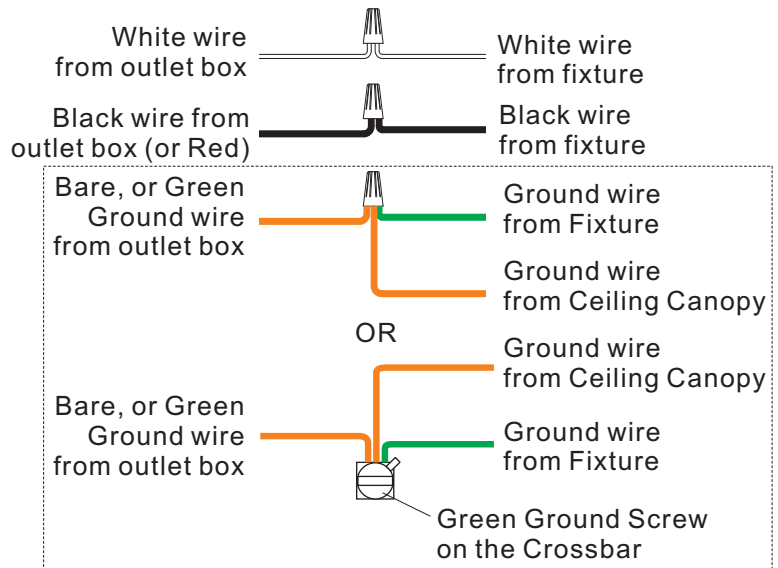 White wire
from outlet box
White wire
from fixture
Black wire from
outlet box (or Red)
Black wire
from fixture
Bare, or Green
Ground wire
from outlet box
Ground wire
from Fixture
Ground wire
from Ceiling Canopy
OR
Ground wire
from Ceiling Canopy
Bare, or Green
Ground wire
from outlet box
Ground wire
from Fixture
Green Ground Screw
on the Crossbar